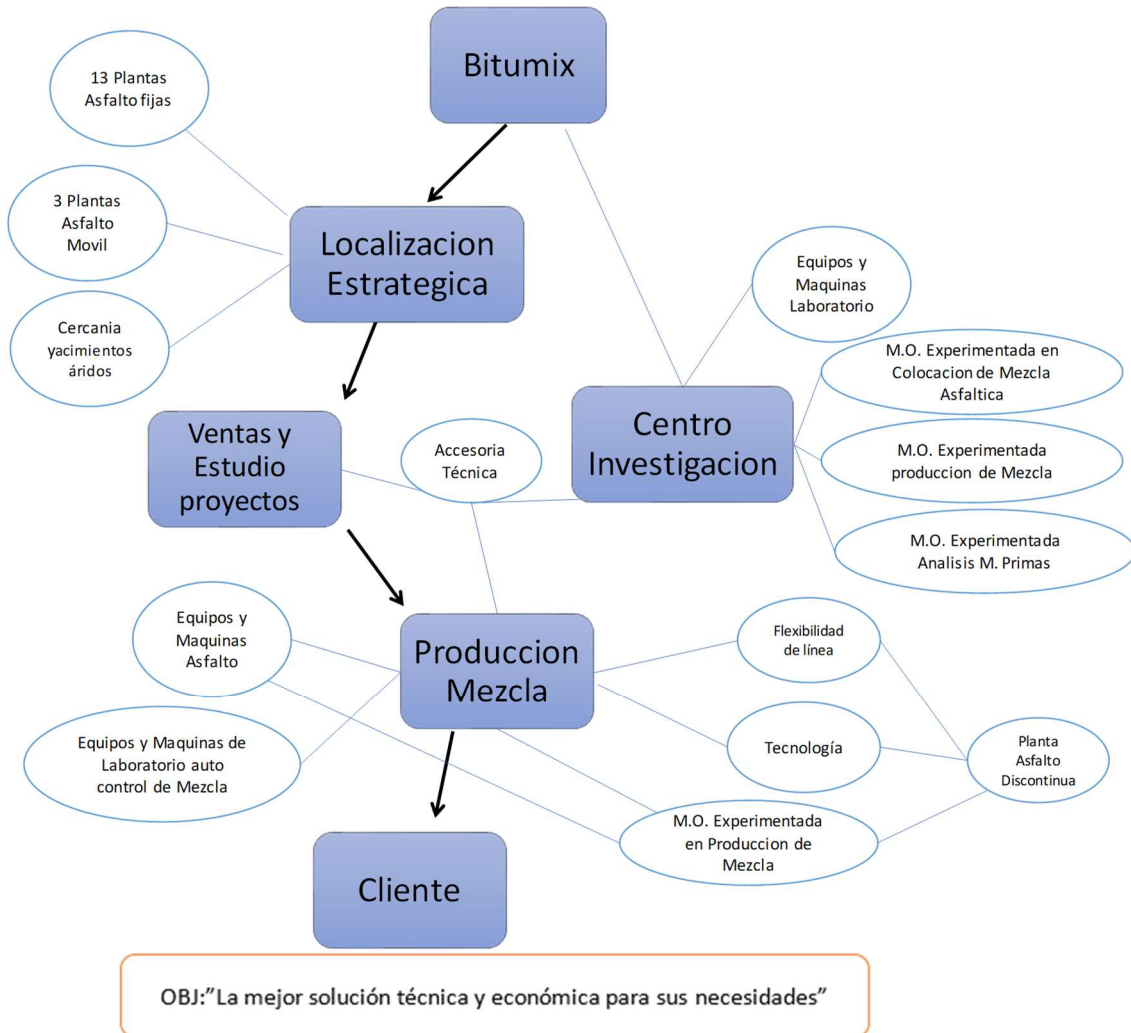 Bitumix
13 Plantas
Asfalto fijas
3 Plantas
Asfalto
Movil
Cercania
yacimientos
áridos
Localizacion
Estrategica
Equipos y
Maquinas
Laboratorio
M.O. Experimentada en
Colocacion de Mezcla
Asfaltica
M.O. Experimentada
produccion de Mezcla
M.O. Experimentada
Analisis M. Primas
Centro
Investigacion
Ventas y
Estudio
proyectos
Accesoria
Técnica
Equipos y
Maquinas
Asfalto
Equipos y Maquinas de
Laboratorio auto
control de Mezcla
Produccion
Mezcla
Flexibilidad
de línea
Tecnología
Planta
Asfalto
Discontinua
M.O. Experimentada
en Produccion de
Mezcla
Cliente
OBJ:”La mejor solución técnica y económica para sus necesidades”